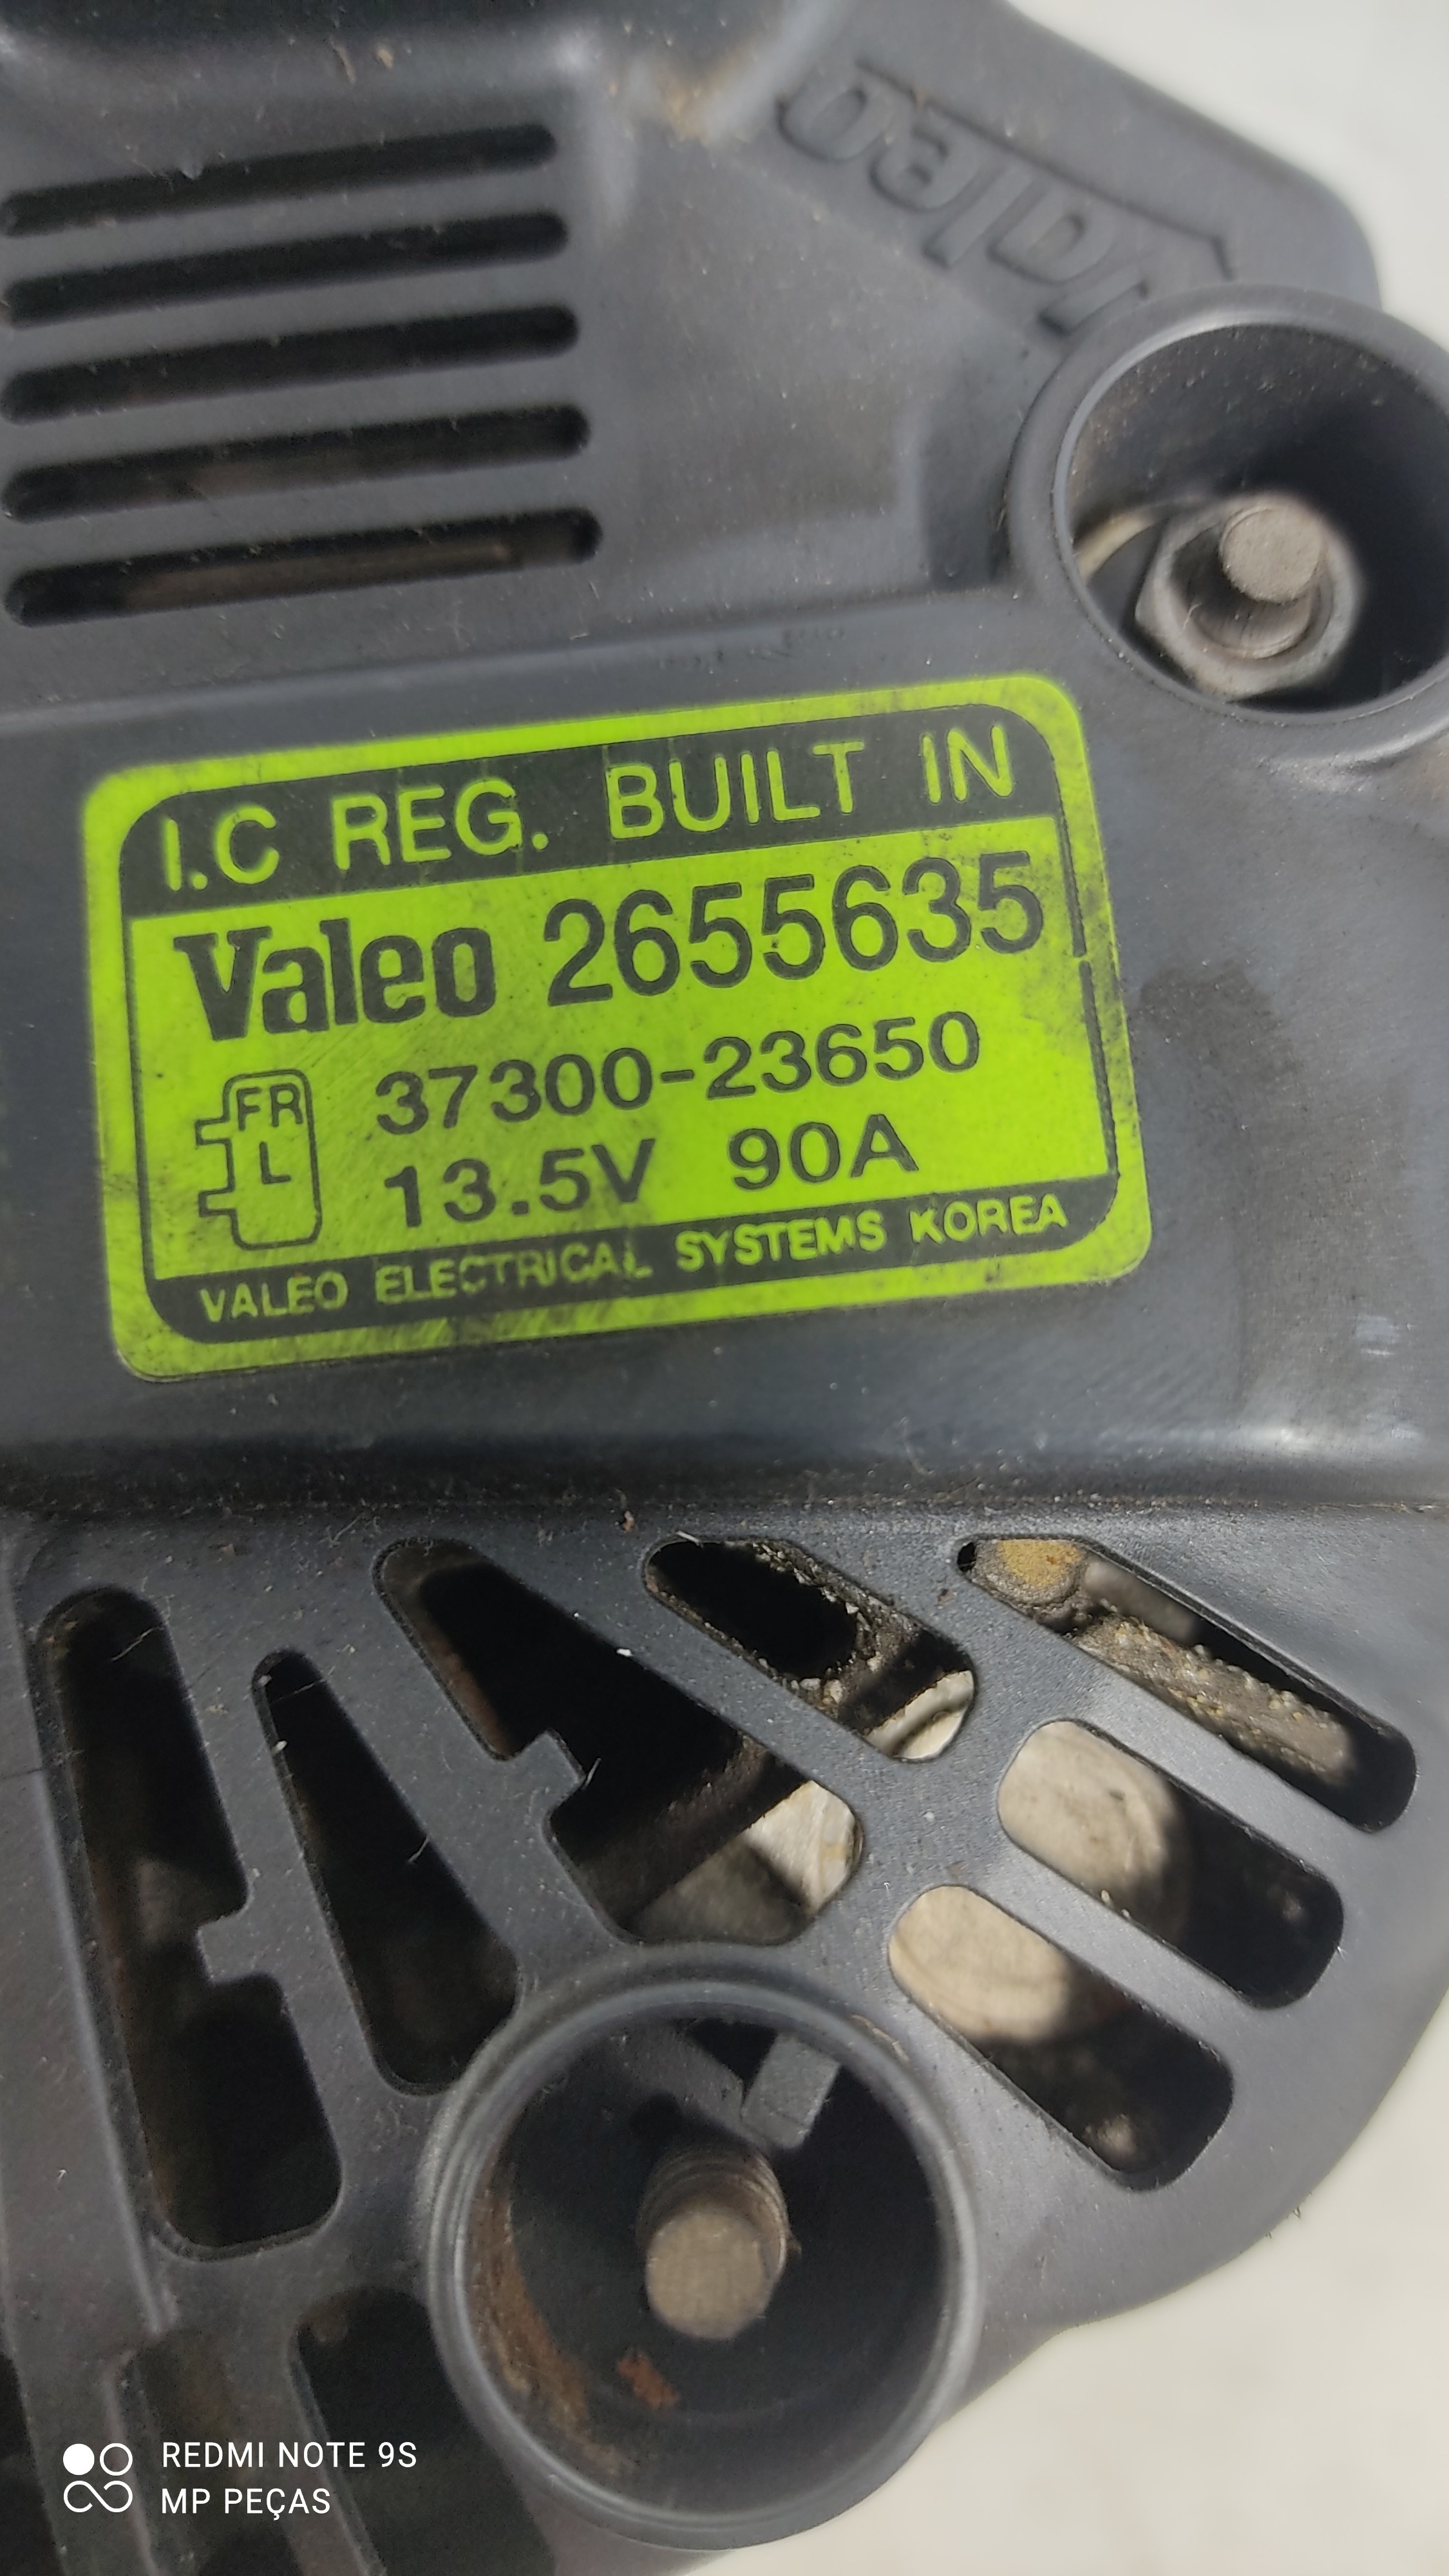 Valeo
I.C REG. BUILT IN
Valeo 2655635
FR
37300-23650
L
13.5V 90A
VALEO ELECTRICAL SYSTEMS KOREA
REDMI NOTE 9S
MP PEÇAS